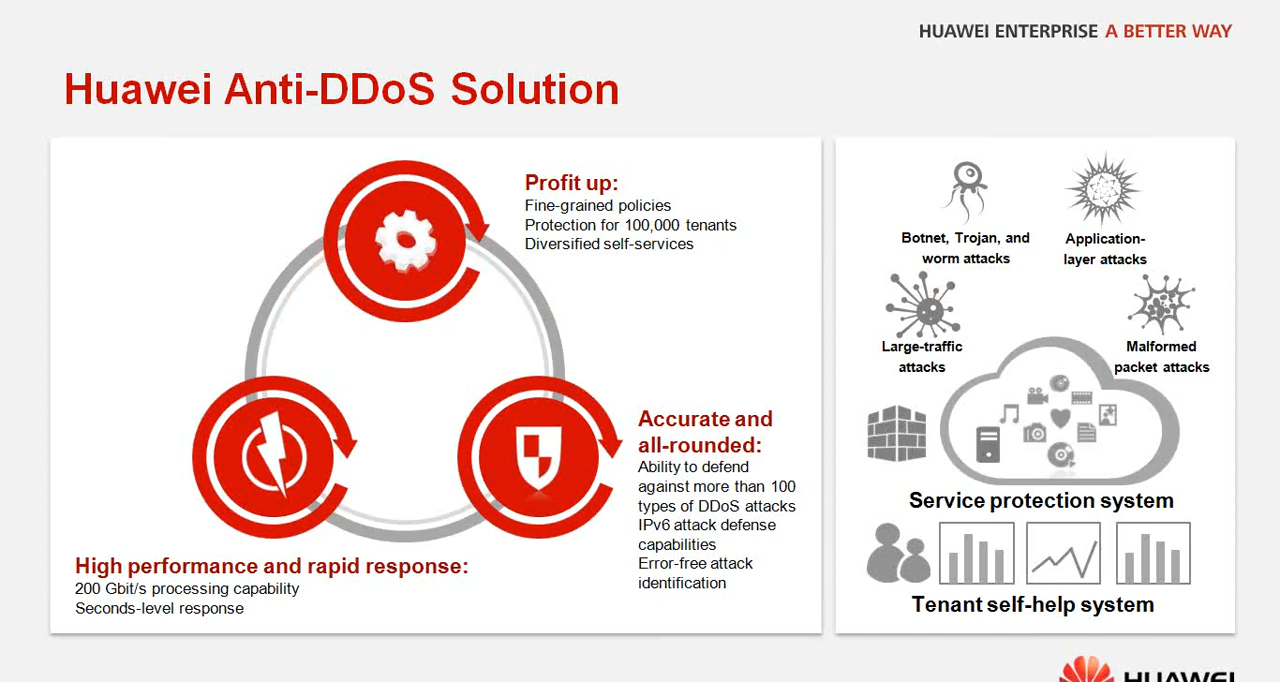 HUAWEI ENTERPRISE A BETTER WAY
Huawei Anti-DDoS Solution
Profit up:
Fine-grained policies
Protection for 100,000 tenants
Diversified self-services
Accurate and
all-rounded:
Ability to defend
against more than 100
types of DDoS attacks
IPv6 attack defense
capabilities
Error-free attack
identification
High performance and rapid response:
200 Gbit/s processing capability
Seconds-level response
Botnet, Trojan, and
worm attacks
Application-
layer attacks
Large-traffic
attacks
Malformed
packet attacks
Service protection system
Tenant self-help system
HUAWEI